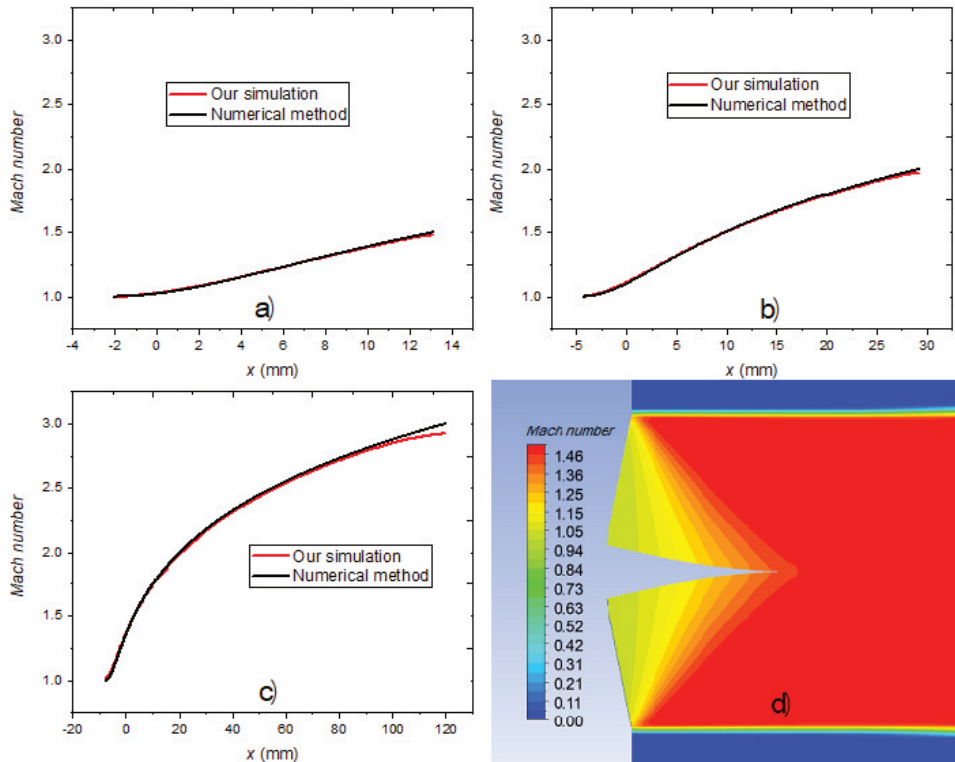 3.0
2.5
2.0
1.5
1.0
Mach number
Our simulation
Numerical method
a)
-4 -2 0 2 4 6 8 10 12 14
x (mm)
3.0
2.5
2.0
1.5
1.0
Mach number
Our simulation
Numerical method
b)
-5 0 5 10 15 20 25 30
x (mm)
3.0
2.5
2.0
1.5
1.0
Mach number
Our simulation
Numerical method
c)
-20 0 20 40 60 80 100 120
x (mm)
Mach number
1.46
1.35
1.25
1.15
1.05
0.94
0.84
0.73
0.63
0.52
0.42
0.31
0.21
0.11
0.00
d)